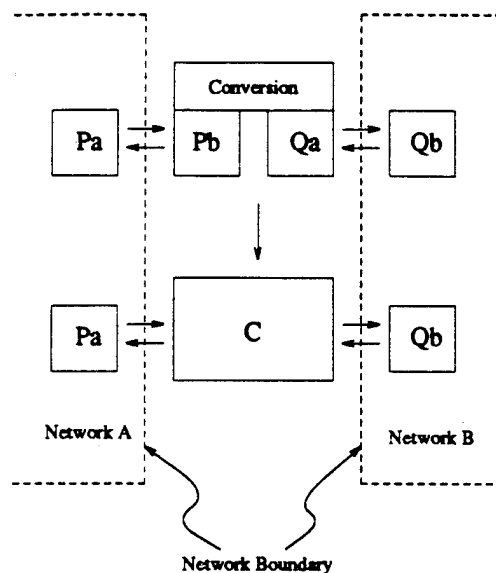 Conversion
Pa Pb Qa Qb
Pa C Qb
Network A Network B
Network Boundary